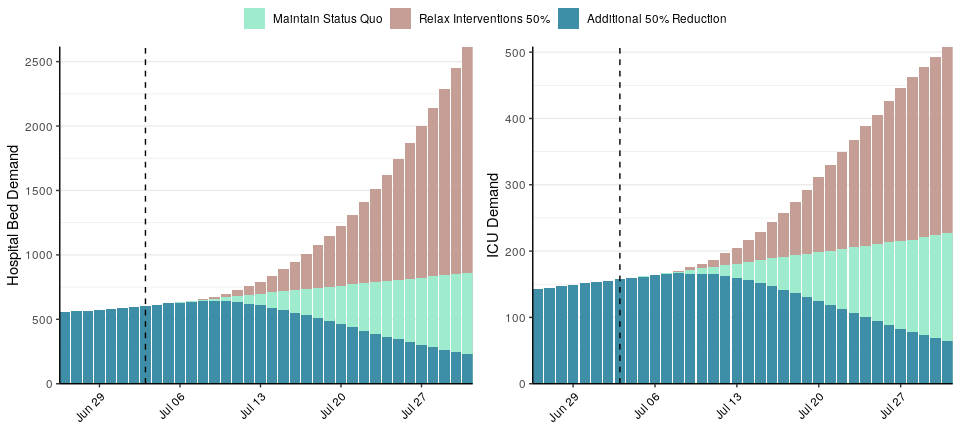 Maintain Status Quo Relax Interventions 50% Additional 50% Reduction
Hospital Bed Demand
2500
2000
1500
1000
500
0
Jun 29 Jul 06 Jul 13 Jul 20 Jul 27
ICU Demand
500
400
300
200
100
0
Jun 29 Jul 06 Jul 13 Jul 20 Jul 27